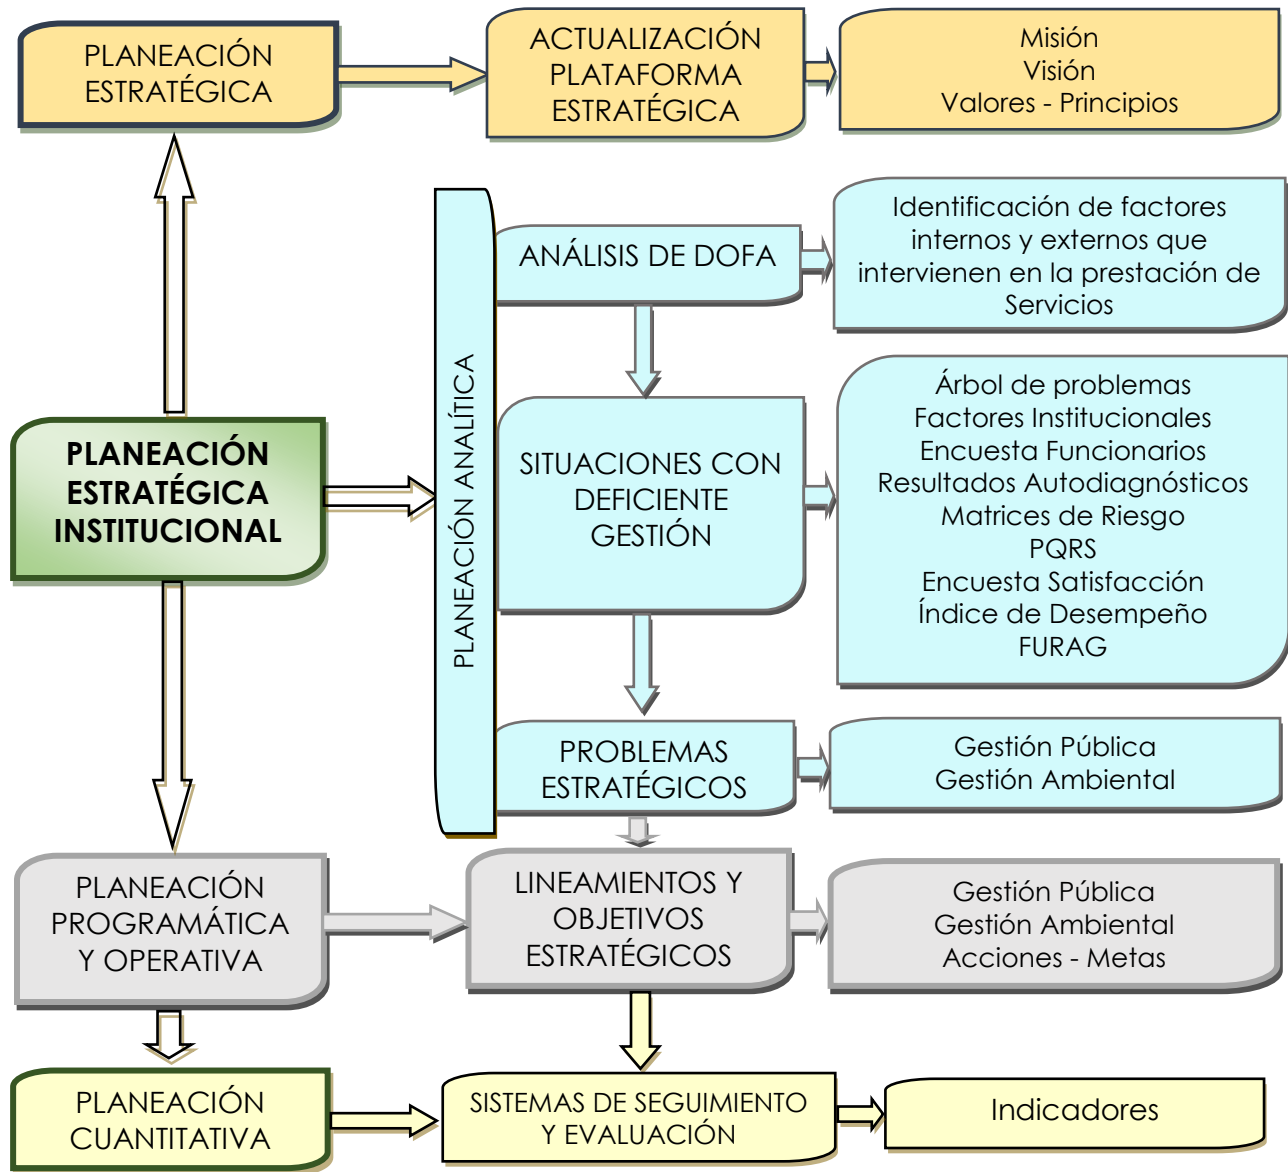 PLANEACIÓN
ESTRATÉGICA
ACTUALIZACIÓN
PLATAFORMA
ESTRATÉGICA
Misión
Visión
Valores - Principios
PLANEACIÓN ANALÍTICA
ANÁLISIS DE DOFA
Identificación de factores
internos y externos que
intervienen en la prestación de
Servicios
PLANEACIÓN
ESTRATÉGICA
INSTITUCIONAL
SITUACIONES CON
DEFICIENTE
GESTIÓN
Árbol de problemas
Factores Institucionales
Encuesta Funcionarios
Resultados Autodiagnósticos
Matrices de Riesgo
PQRS
Encuesta Satisfacción
Índice de Desempeño
FURAG
PROBLEMAS
ESTRATÉGICOS
Gestión Pública
Gestión Ambiental
PLANEACIÓN
PROGRAMÁTICA
Y OPERATIVA
LINEAMIENTOS Y
OBJETIVOS
ESTRATÉGICOS
Gestión Pública
Gestión Ambiental
Acciones - Metas
PLANEACIÓN
CUANTITATIVA
SISTEMAS DE SEGUIMIENTO
Y EVALUACIÓN
Indicadores